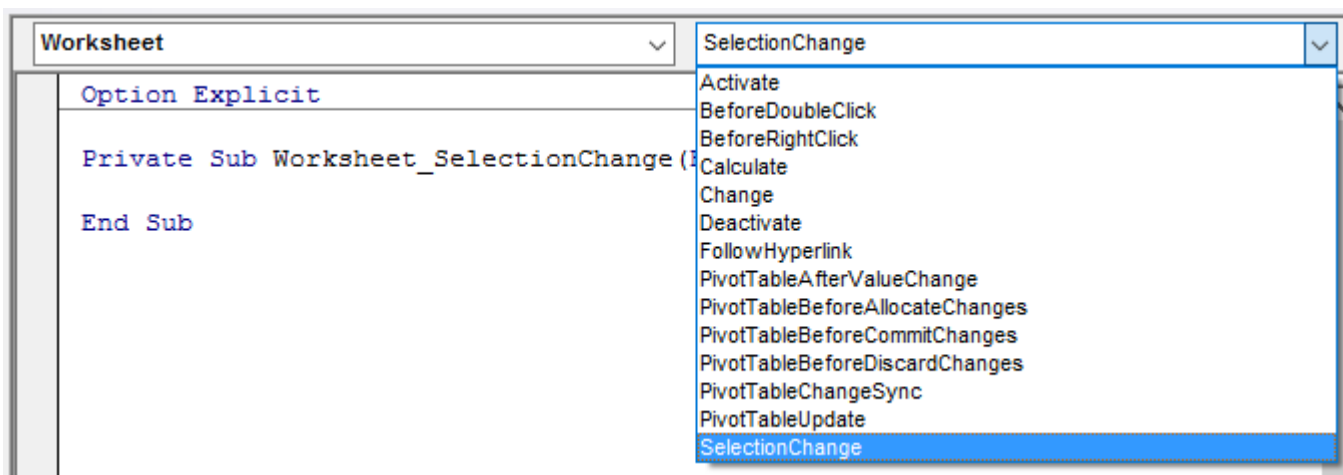 Worksheet
SelectionChange
Option Explicit
Private Sub Worksheet_SelectionChange(
End Sub
Activate
BeforeDoubleClick
BeforeRightClick
Calculate
Change
Deactivate
FollowHyperlink
PivotTableAfterValueChange
PivotTableBeforeAllocateChanges
PivotTableBeforeCommitChanges
PivotTableBeforeDiscardChanges
PivotTableChangeSync
PivotTableUpdate
SelectionChange